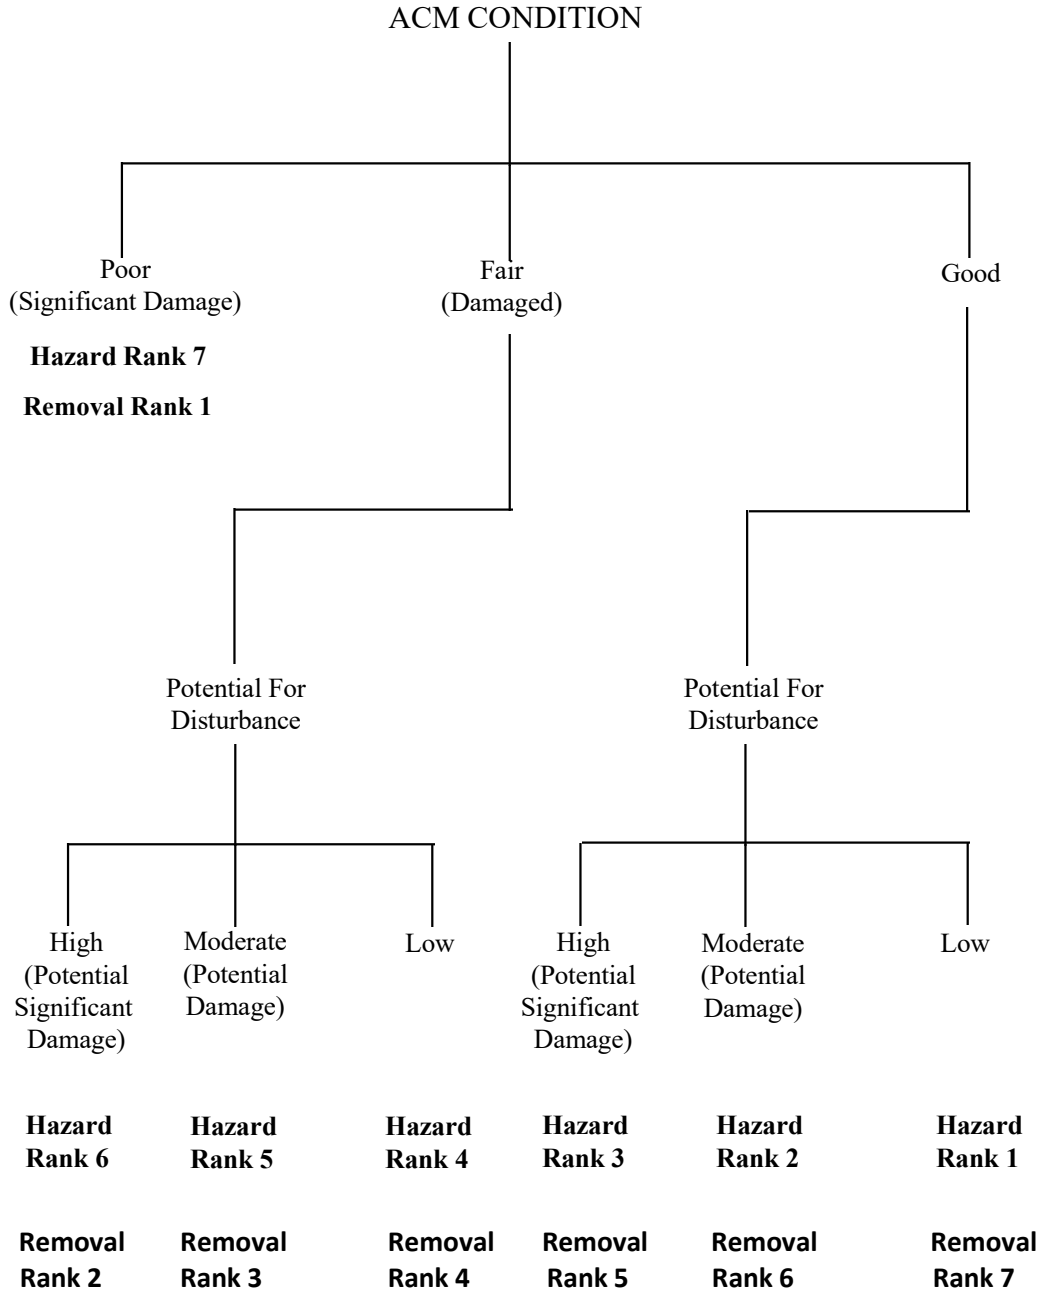 ACM CONDITION
Poor
(Significant Damage)
Hazard Rank 7
Removal Rank 1
Fair
(Damaged)
Good
Potential For
Disturbance
High
(Potential
Significant
Damage)
Hazard
Rank 6
Removal
Rank 2
Moderate
(Potential
Damage)
Hazard
Rank 5
Removal
Rank 3
Low
Hazard
Rank 4
Removal
Rank 4
Potential For
Disturbance
High
(Potential
Significant
Damage)
Hazard
Rank 3
Removal
Rank 5
Moderate
(Potential
Damage)
Hazard
Rank 2
Removal
Rank 6
Low
Hazard
Rank 1
Removal
Rank 7